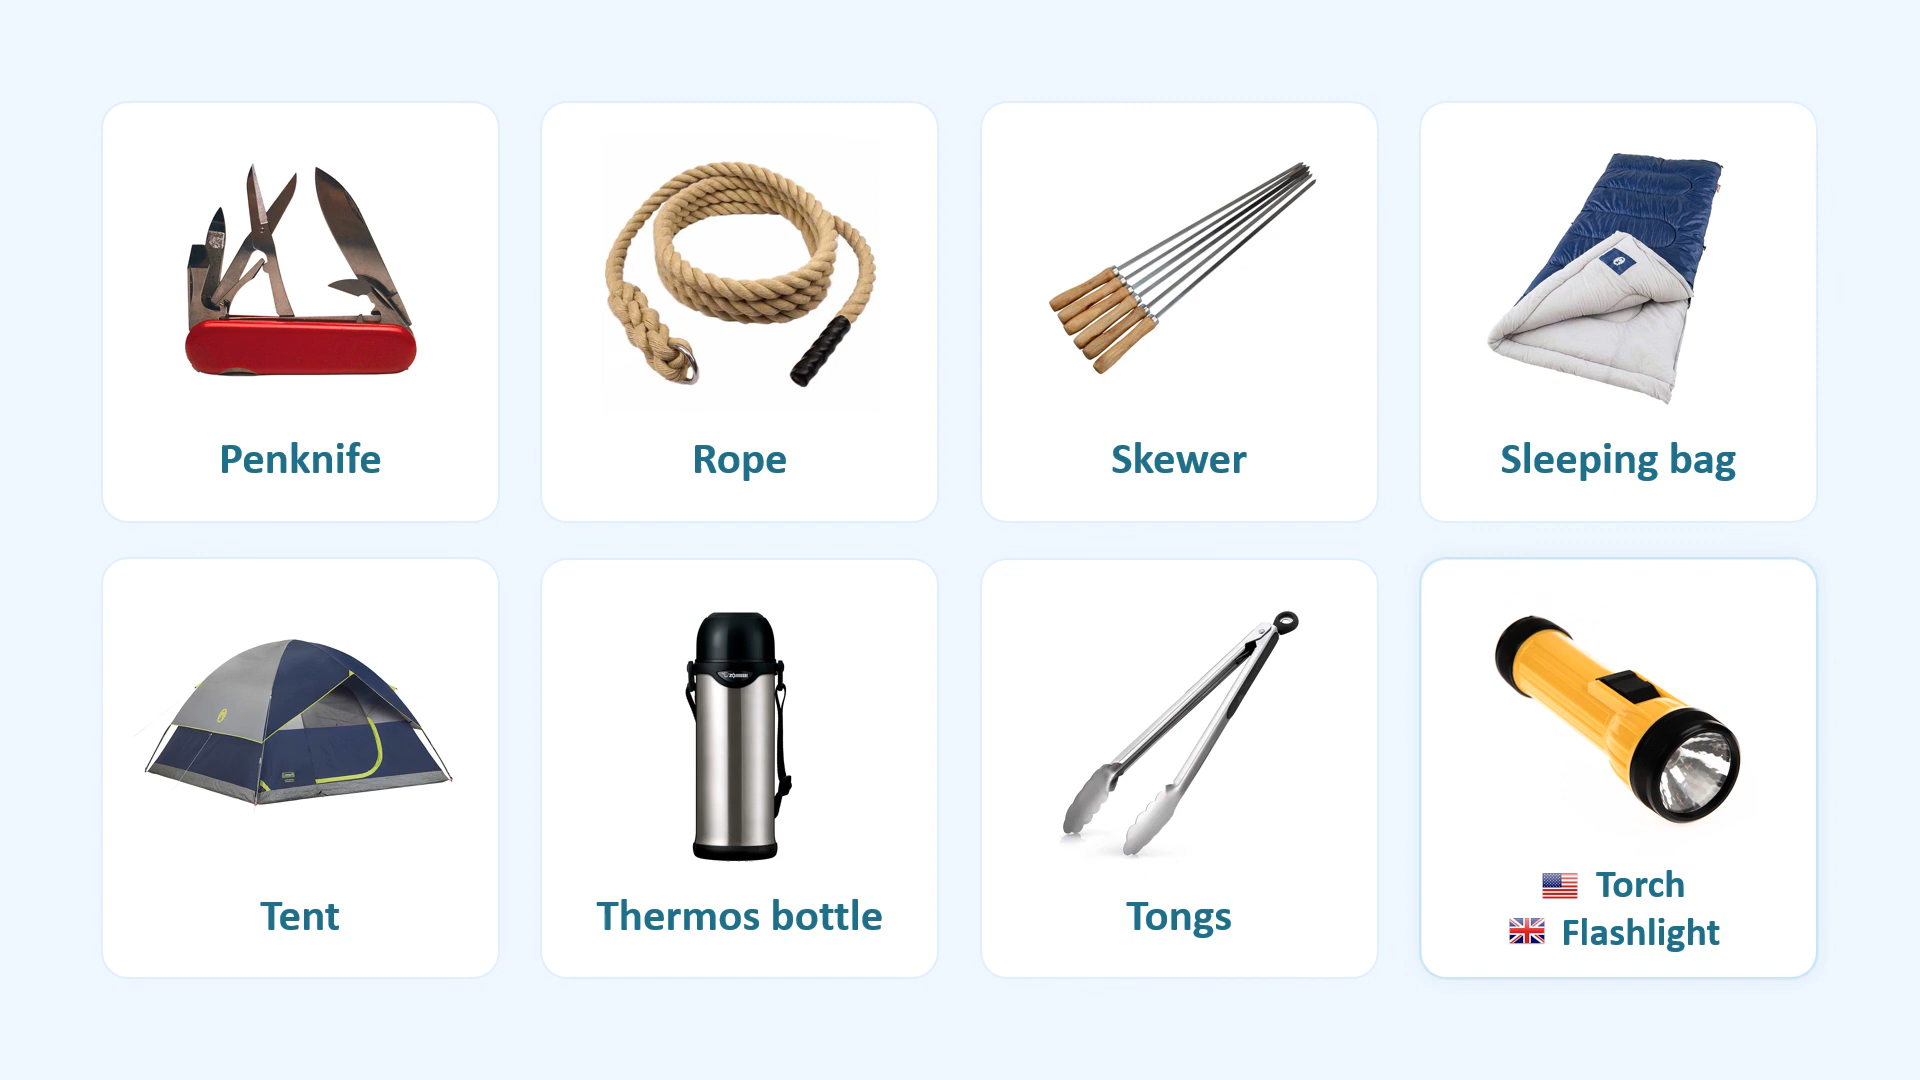 Penknife
Rope
Skewer
Sleeping bag
Tent
Thermos bottle
Tongs
Torch
Flashlight